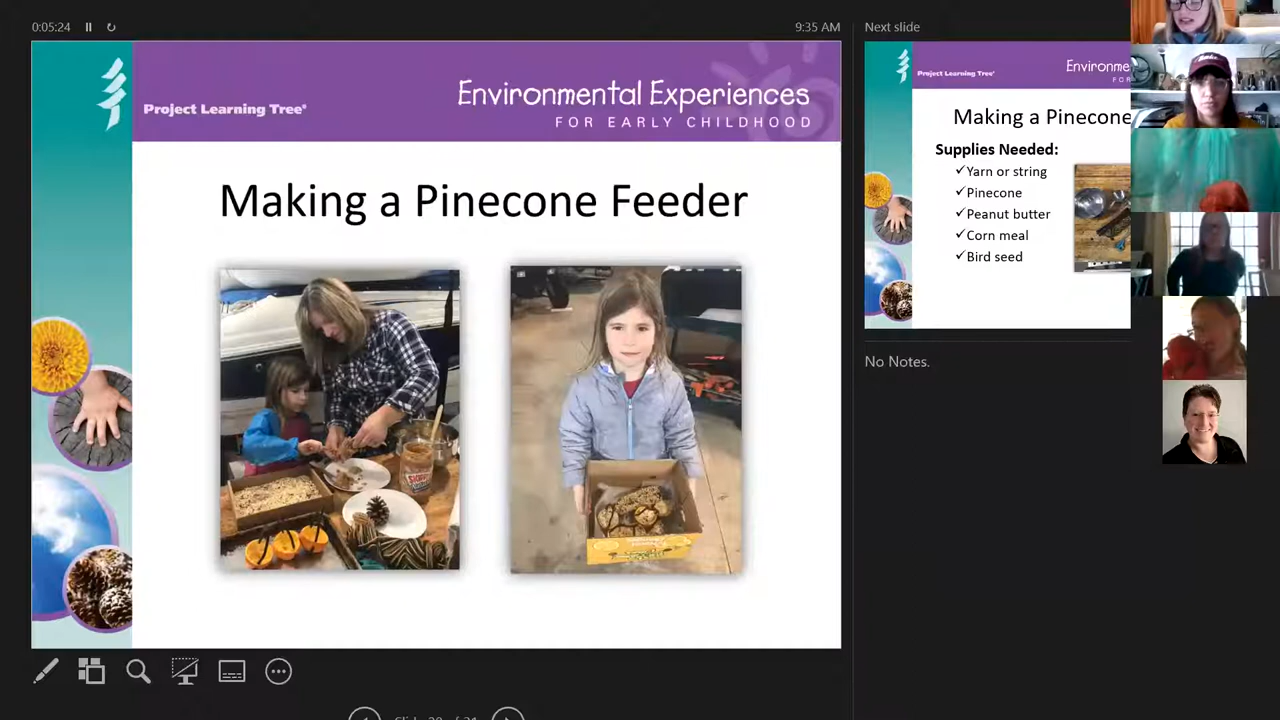 0:05:24
9:35 AM
Project Learning Tree®
Environmental Experiences
FOR EARLY CHILDHOOD
Making a Pinecone Feeder
Next slide
Project Learning Tree®
Environme
FOR
Making a Pinecone
Supplies Needed:
✓Yarn or string
✓Pinecone
✓Peanut butter
✓Corn meal
✓Bird seed
No Notes.